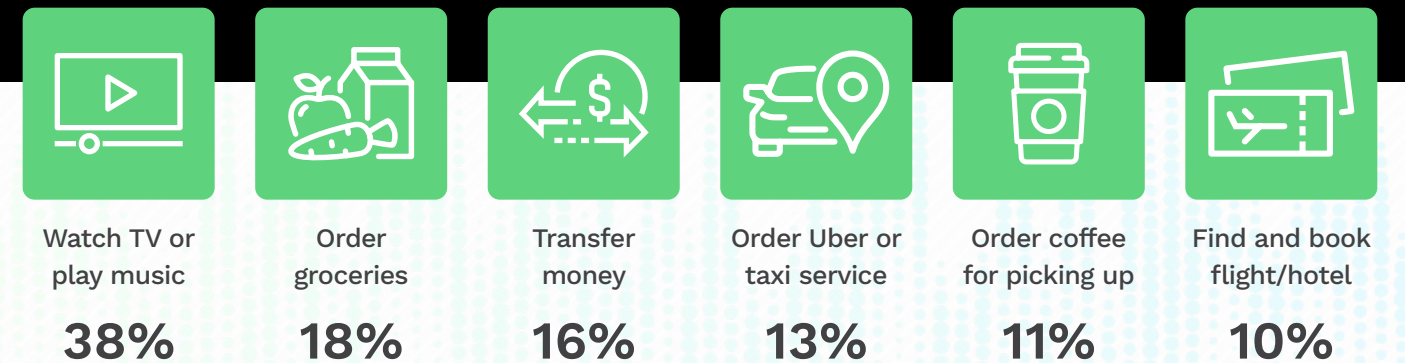 $
Watch TV or
play music
38%
Order
groceries
18%
Transfer
money
16%
Order Uber or
taxi service
13%
Order coffee
for picking up
11%
Find and book
flight/hotel
10%